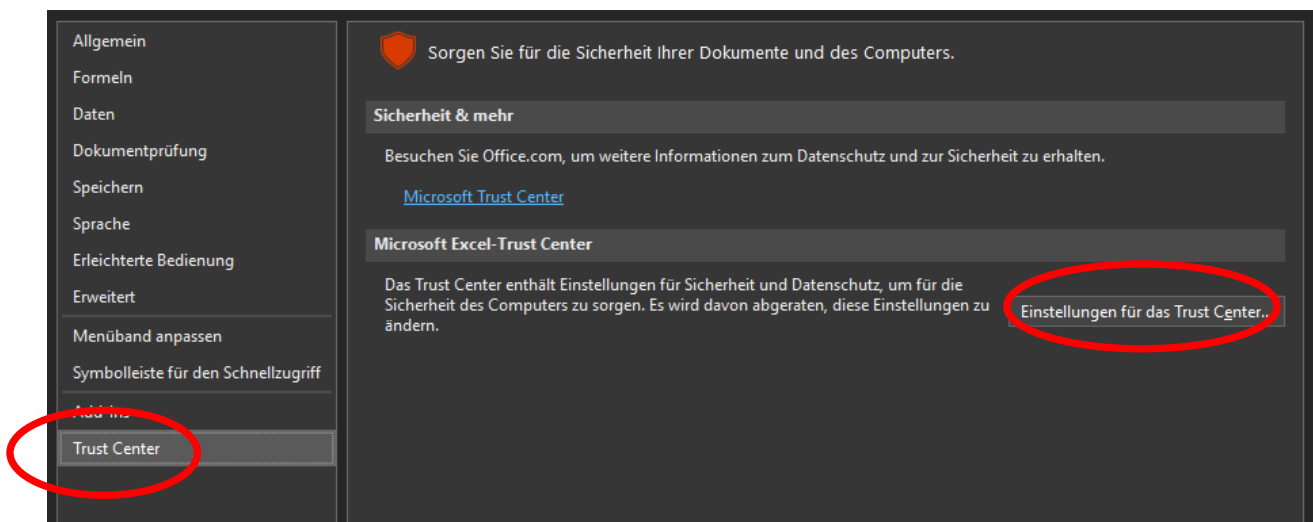 Allgemein
Formeln
Daten
Dokumentprüfung
Speichern
Sprache
Erleichterte Bedienung
Erweitert
Menüband anpassen
Symbolleiste für den Schnellzugriff
Add-Ins
Trust Center
Sorgen Sie für die Sicherheit Ihrer Dokumente und des Computers.
Sicherheit & mehr
Besuchen Sie Office.com, um weitere Informationen zum Datenschutz und zur Sicherheit zu erhalten.
Microsoft Trust Center
Microsoft Excel-Trust Center
Das Trust Center enthält Einstellungen für Sicherheit und Datenschutz, um für die
Sicherheit des Computers zu sorgen. Es wird davon abgeraten, diese Einstellungen zu
ändern.
Einstellungen für das Trust Center...